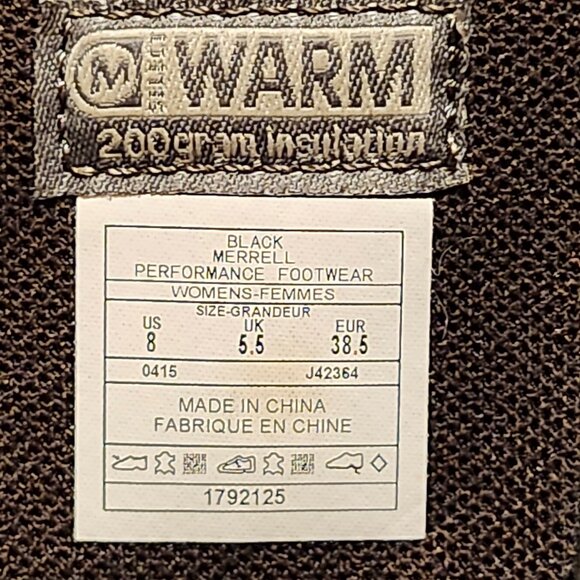 M WARM
200gram insulation
BLACK
MERRELL
PERFORMANCE FOOTWEAR
WOMENS-FEMMES
SIZE-GRANDEUR
US UK EUR
8 5.5 38.5
0415 J42364
MADE IN CHINA
FABRIQUE EN CHINE
1792125